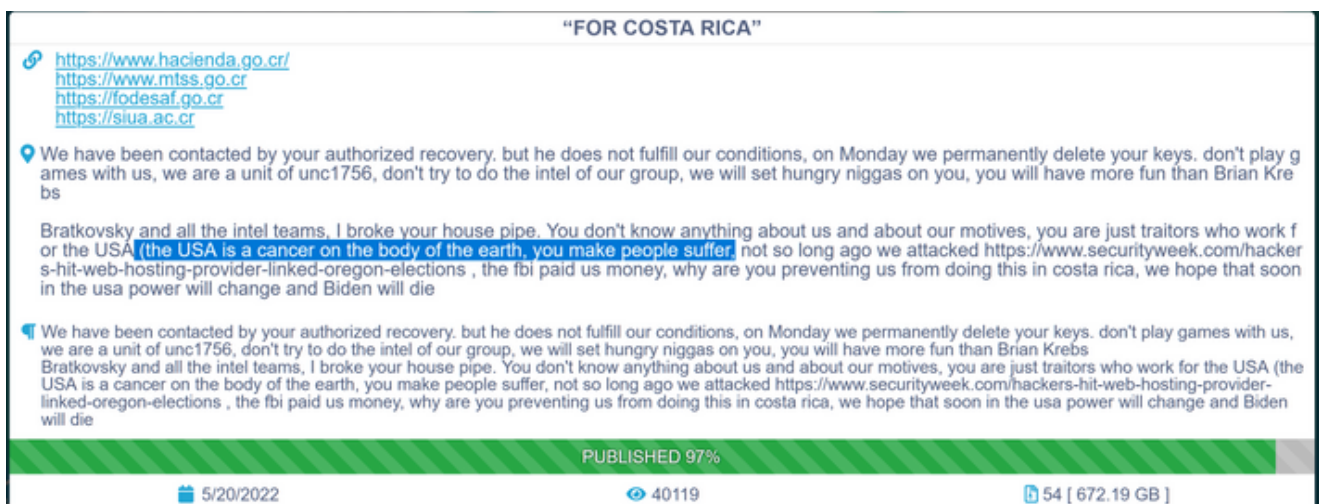 “FOR COSTA RICA”
https://www.hacienda.go.cr/
https://www.mtss.go.cr
https://fodesaf.go.cr
https://siua.ac.cr
We have been contacted by your authorized recovery. but he does not fulfill our conditions, on Monday we permanently delete your keys. don't play g
ames with us, we are a unit of unc1756, don't try to do the intel of our group, we will set hungry niggas on you, you will have more fun than Brian Kre
bs
Bratkovsky and all the intel teams, I broke your house pipe. You don't know anything about us and about our motives, you are just traitors who work f
or the USA (the USA is a cancer on the body of the earth, you make people suffer, not so long ago we attacked https://www.securityweek.com/hacker
s-hit-web-hosting-provider-linked-oregon-elections , the fbi paid us money, why are you preventing us from doing this in costa rica, we hope that soon
in the usa power will change and Biden will die
We have been contacted by your authorized recovery. but he does not fulfill our conditions, on Monday we permanently delete your keys. don't play games with us,
we are a unit of unc1756, don't try to do the intel of our group, we will set hungry niggas on you, you will have more fun than Brian Krebs
Bratkovsky and all the intel teams, I broke your house pipe. You don't know anything about us and about our motives, you are just traitors who work for the USA (the
USA is a cancer on the body of the earth, you make people suffer, not so long ago we attacked https://www.securityweek.com/hackers-hit-web-hosting-provider-
linked-oregon-elections , the fbi paid us money, why are you preventing us from doing this in costa rica, we hope that soon in the usa power will change and Biden
will die
PUBLISHED 97%
5/20/2022 40119 54 [ 672.19 GB ]